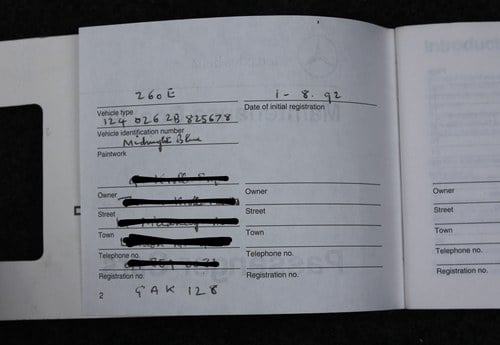 260E
Vehicle type
124 026 2B 825678
Vehicle identification number
Midnight Blue
Paintwork
Owner
Street
Town
Telephone no.
Registration no.
GAK 128
2
1 - 8. 92
Date of initial registration
Owner
Street
Town
Telephone no.
Registration no.
Owner
Street
Town
Telephone no.
Registration no.